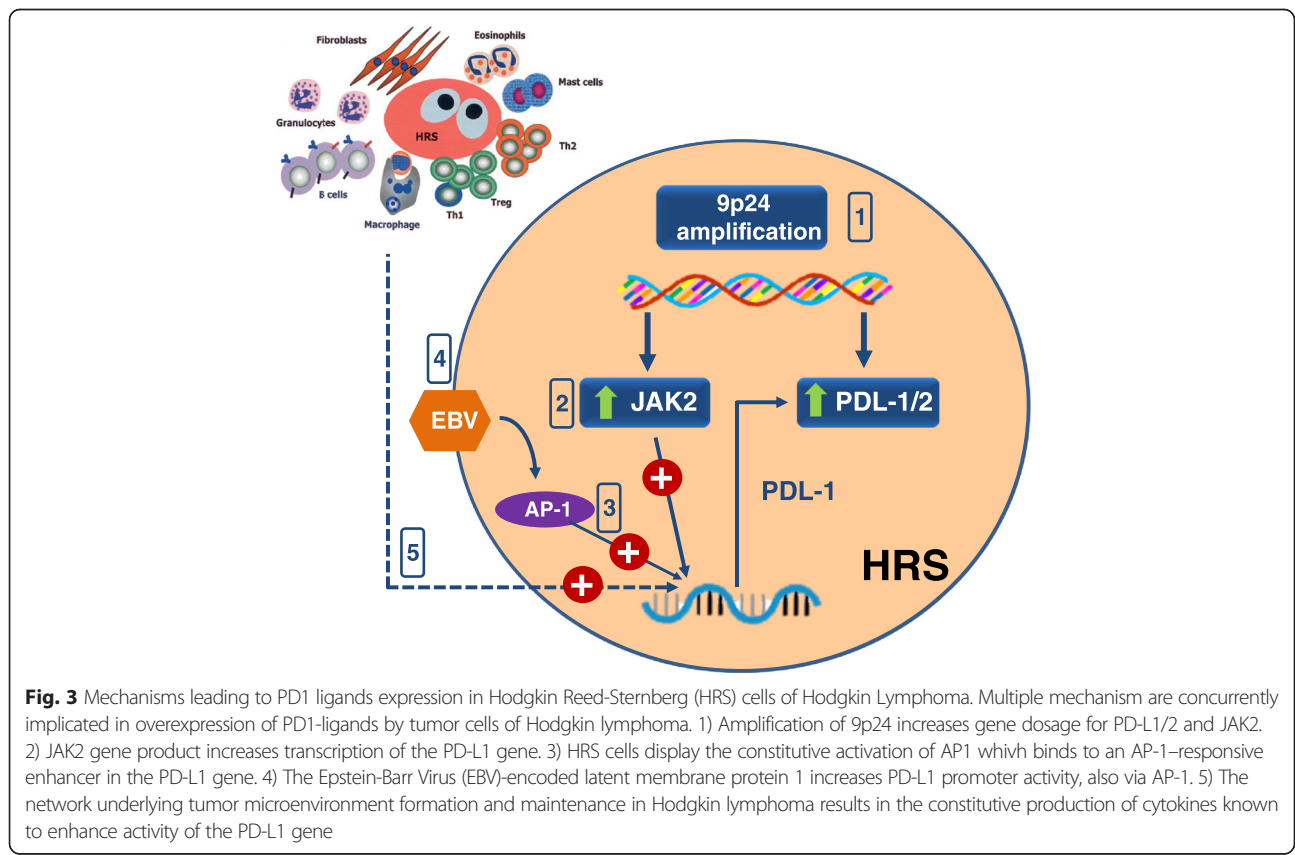 Fibroblasts
Eosinophils
Mast cells
Granulocytes
HRS
Th2
B cells
Treg
Th1
Macrophage
9p24
amplification
1
4
2
JAK2
PDL-1/2
EBV
+
PDL-1
AP-1
3
+
5
HRS
+
Fig. 3 Mechanisms leading to PD1 ligands expression in Hodgkin Reed-Sternberg (HRS) cells of Hodgkin Lymphoma. Multiple mechanism are concurrently
implicated in overexpression of PD1-ligands by tumor cells of Hodgkin lymphoma. 1) Amplification of 9p24 increases gene dosage for PD-L1/2 and JAK2.
2) JAK2 gene product increases transcription of the PD-L1 gene. 3) HRS cells display the constitutive activation of AP1 whivh binds to an AP-1–responsive
enhancer in the PD-L1 gene. 4) The Epstein-Barr Virus (EBV)-encoded latent membrane protein 1 increases PD-L1 promoter activity, also via AP-1. 5) The
network underlying tumor microenvironment formation and maintenance in Hodgkin lymphoma results in the constitutive production of cytokines known
to enhance activity of the PD-L1 gene